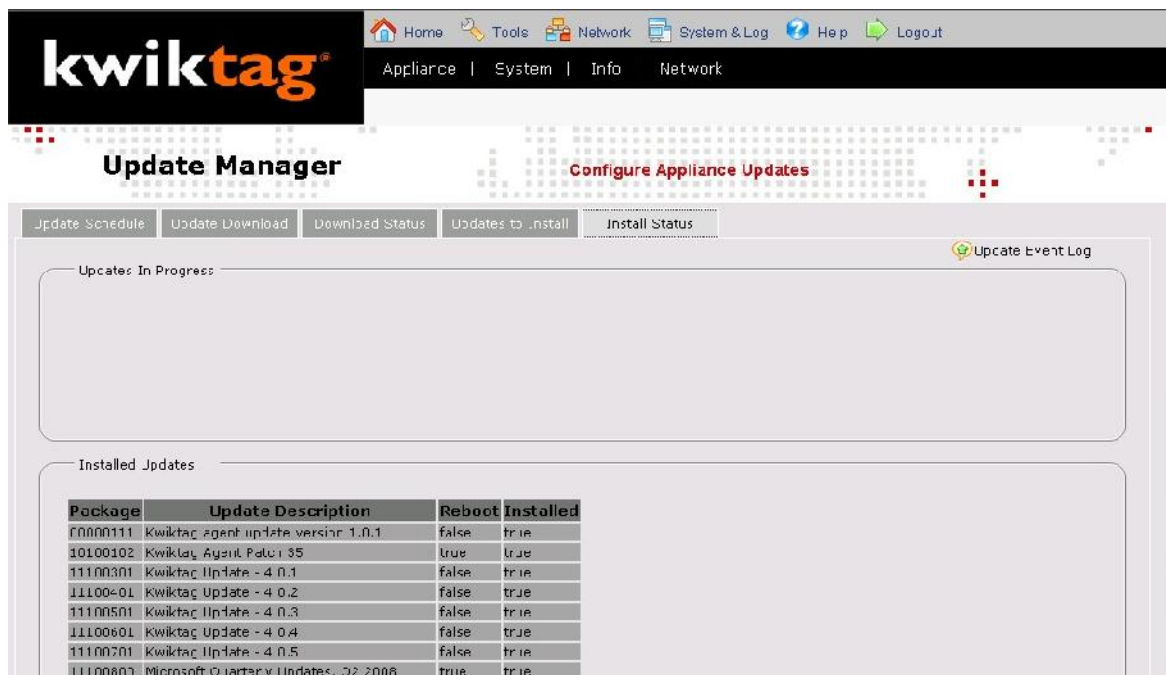 Home Tools Network System & Log Help Logout
kwiktag®
Appliance | System | Info Network
Update Manager
Configure Appliance Updates
Update Schedule Update Download Download Status Updates to Install Install Status
Update Event Log
Updates In Progress
Installed Updates
Package Update Description Reboot Installed
00000111 Kwiktag agent update version 1.0.1 false true
10100102 Kwiktag Agent Patch 35 true true
11100301 Kwiktag Update - 4.0.1 false true
11100401 Kwiktag Update - 4.0.2 false true
11100501 Kwiktag Update - 4.0.3 false true
11100601 Kwiktag Update - 4.0.4 false true
11100701 Kwiktag Update - 4.0.5 false true
Microsoft Quarterly Updates, Q2 2008 true true